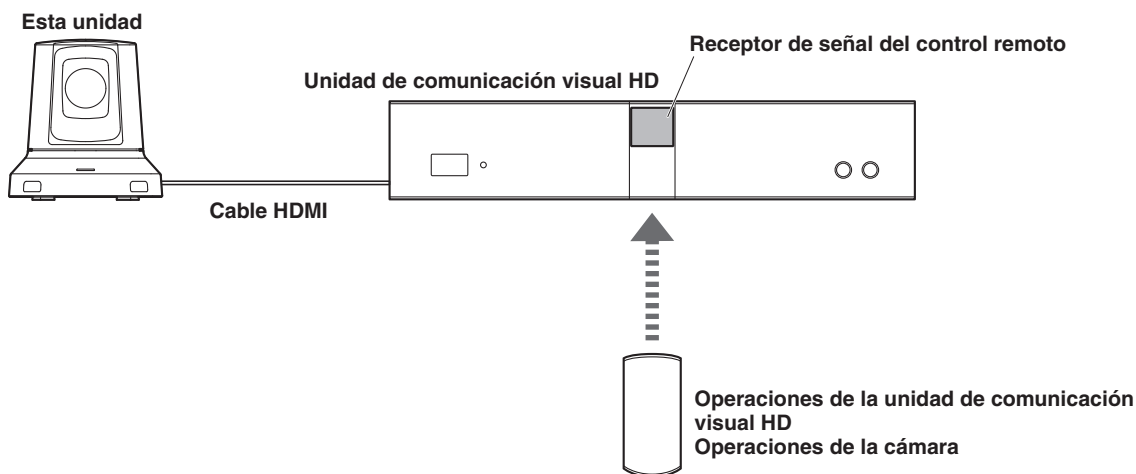 Esta unidad
Receptor de señal del control remoto
Unidad de comunicación visual HD
Cable HDMI
Operaciones de la unidad de comunicación
visual HD
Operaciones de la cámara